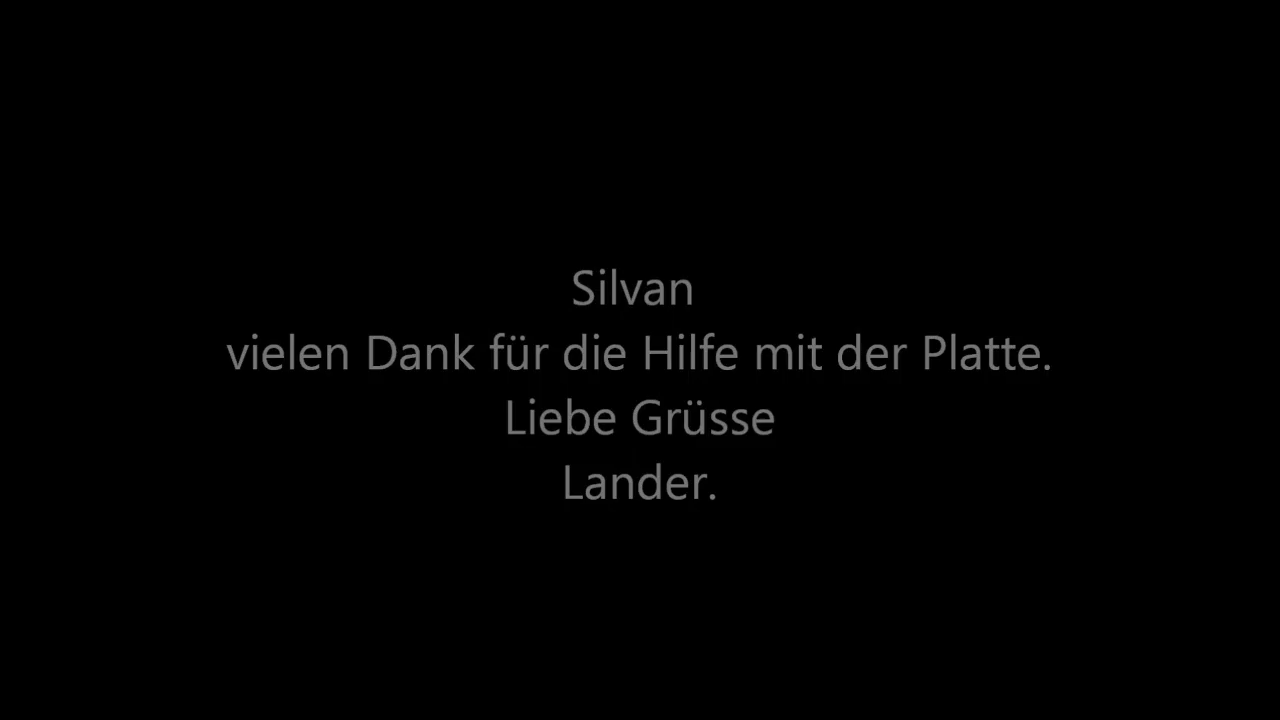 Silvan
vielen Dank für die Hilfe mit der Platte.
Liebe Grüsse
Lander.